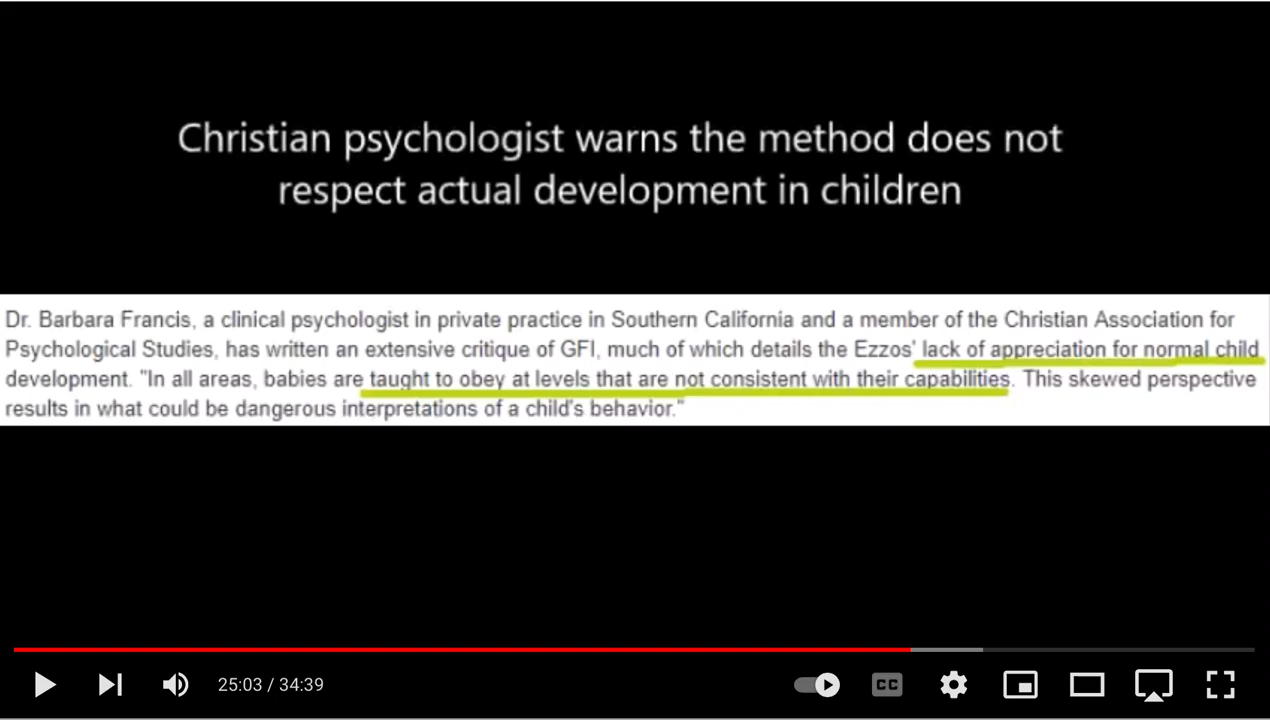 Christian psychologist warns the method does not
respect actual development in children
Dr. Barbara Francis, a clinical psychologist in private practice in Southern California and a member of the Christian Association for
Psychological Studies, has written an extensive critique of GFI, much of which details the Ezzos' lack of appreciation for normal child
development. "In all areas, babies are taught to obey at levels that are not consistent with their capabilities. This skewed perspective
results in what could be dangerous interpretations of a child's behavior."
25:03 / 34:39
CC